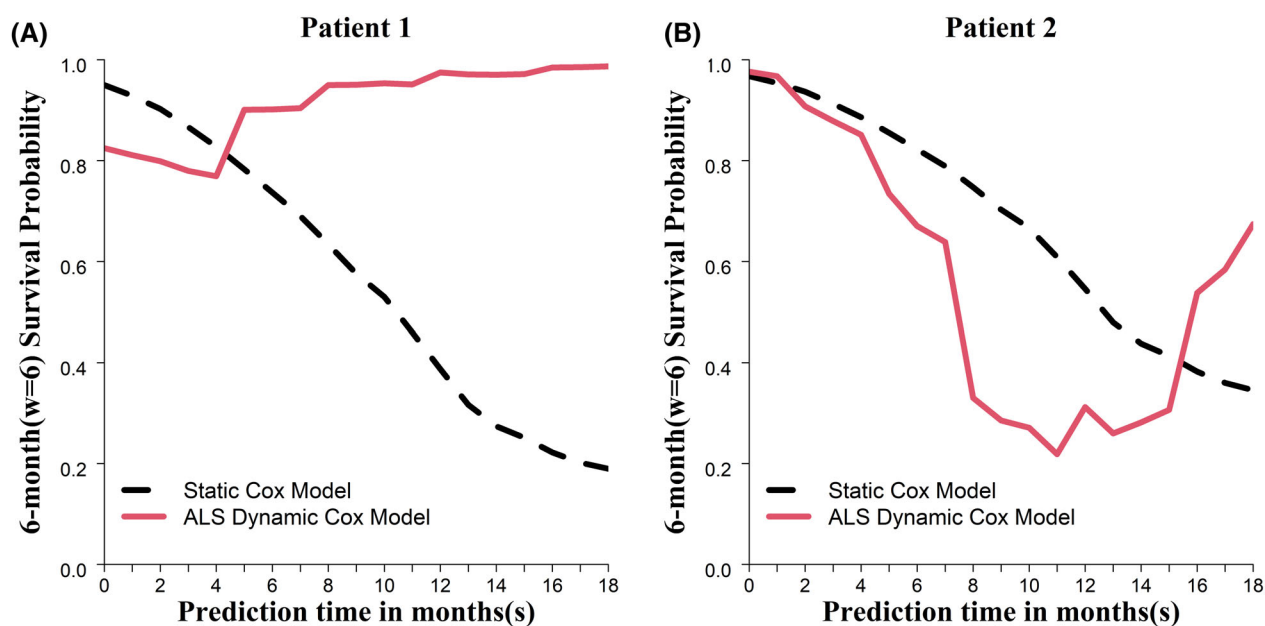 (A)
Patient 1
6-month(w=6) Survival Probability
1.0
0.8
0.6
0.4
0.2
0.0
Static Cox Model
ALS Dynamic Cox Model
0 2 4 6 8 10 12 14 16 18
Prediction time in months(s)
(B)
Patient 2
6-month(w=6) Survival Probability
1.0
0.8
0.6
0.4
0.2
0.0
Static Cox Model
ALS Dynamic Cox Model
0 2 4 6 8 10 12 14 16 18
Prediction time in months(s)